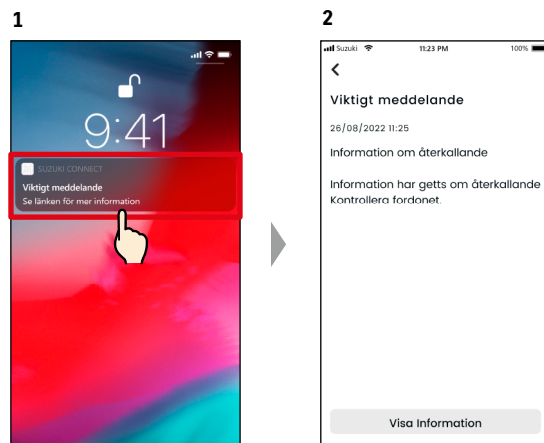 1
9:41
SUZUKI CONNECT
Viktigt meddelande
Se länken för mer information
2
Suzuki 11:23 PM 100%
Viktigt meddelande
26/08/2022 11:25
Information om återkallande
Information har getts om återkallande
Kontrollera fordonet.
Visa Information